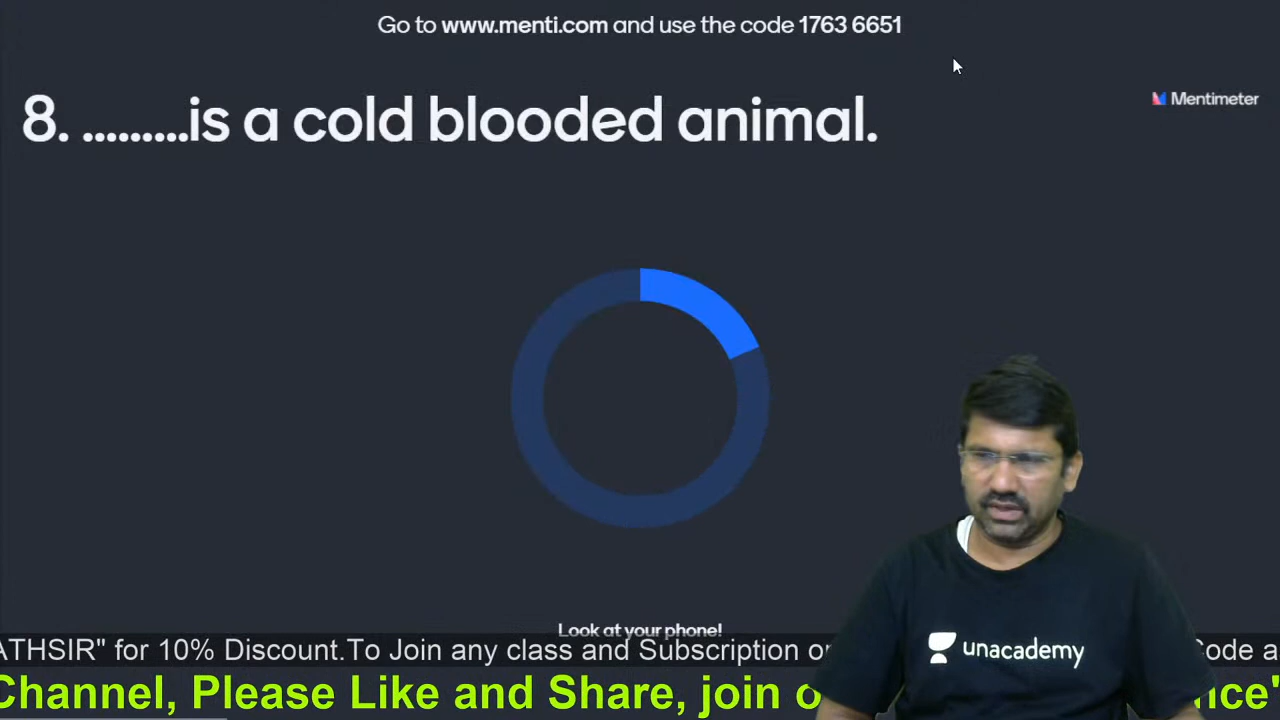 Go to www.menti.com and use the code 1763 6651
Mentimeter
8. .........is a cold blooded animal.
Look at your phone!
ATHSIR" for 10% Discount.To Join any class and Subscription Code a
Channel, Please Like and Share, join
unacademy